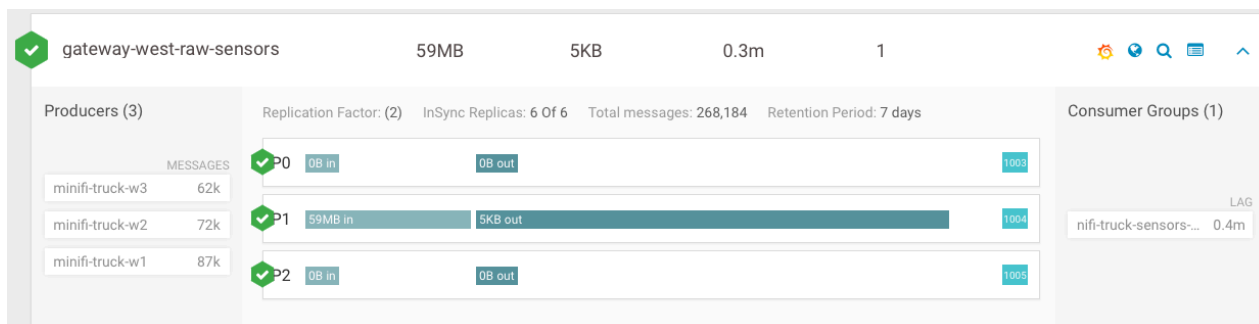 gateway-west-raw-sensors 59MB 5KB 0.3m 1
Producers (3)
MESSAGES
minifi-truck-w3 62k
minifi-truck-w2 72k
minifi-truck-w1 87k
Replication Factor: (2) InSync Replicas: 6 Of 6 Total messages: 268,184 Retention Period: 7 days
P0 0B in 0B out 1003
P1 59MB in 5KB out 1004
P2 0B in 0B out 1005
Consumer Groups (1)
LAG
nifi-truck-sensors-... 0.4m